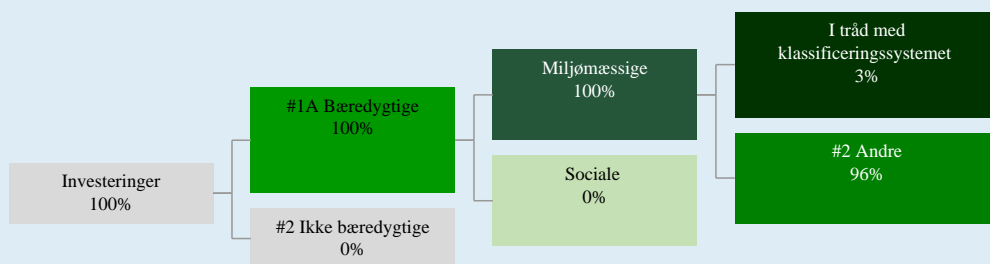 Investeringer
100%
#1A Bæredygtige
100%
#2 Ikke bæredygtige
0%
Miljømæssige
100%
Sociale
0%
I tråd med
klassificeringssystemet
3%
#2 Andre
96%